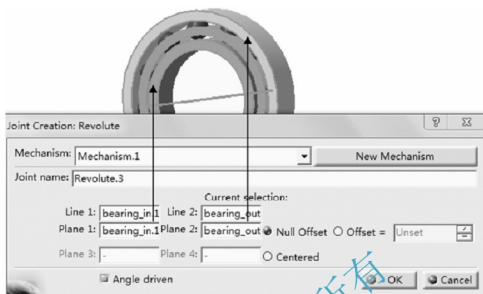 Joint Creation: Revolute
Mechanism: Mechanism.1 New Mechanism
Joint name: Revolute.3
Current selection:
Line 1: bearing_in.1 Line 2: bearing_out
Plane 1: bearing_in.1 Plane 2: bearing_out Null Offset Offset = Unset
Plane 3: - Plane 4: - Centered
Angle driven
OK Cancel
所有